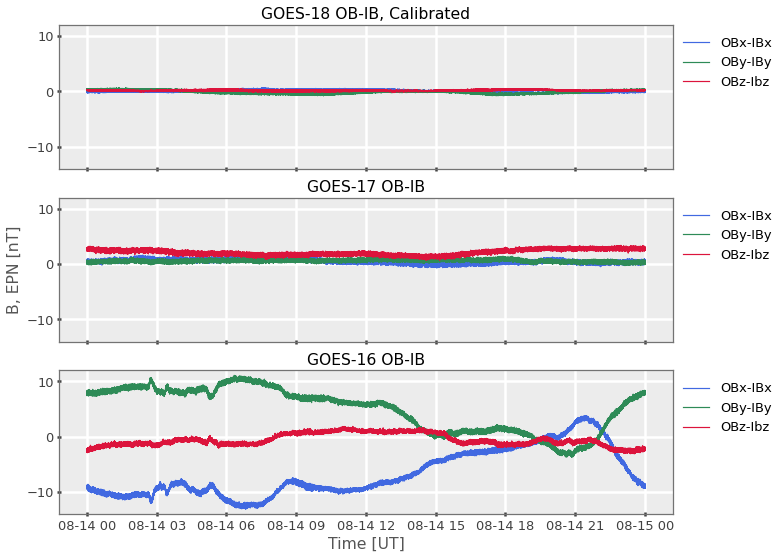 GOES-18 OB-IB, Calibrated
10
0
−10
OBx-IBx
OBy-IBy
OBz-Ibz
GOES-17 OB-IB
10
0
−10
OBx-IBx
OBy-IBy
OBz-Ibz
B, EPN [nT]
GOES-16 OB-IB
10
0
−10
OBx-IBx
OBy-IBy
OBz-Ibz
08-14 00 08-14 03 08-14 06 08-14 09 08-14 12 08-14 15 08-14 18 08-14 21 08-15 00
Time [UT]